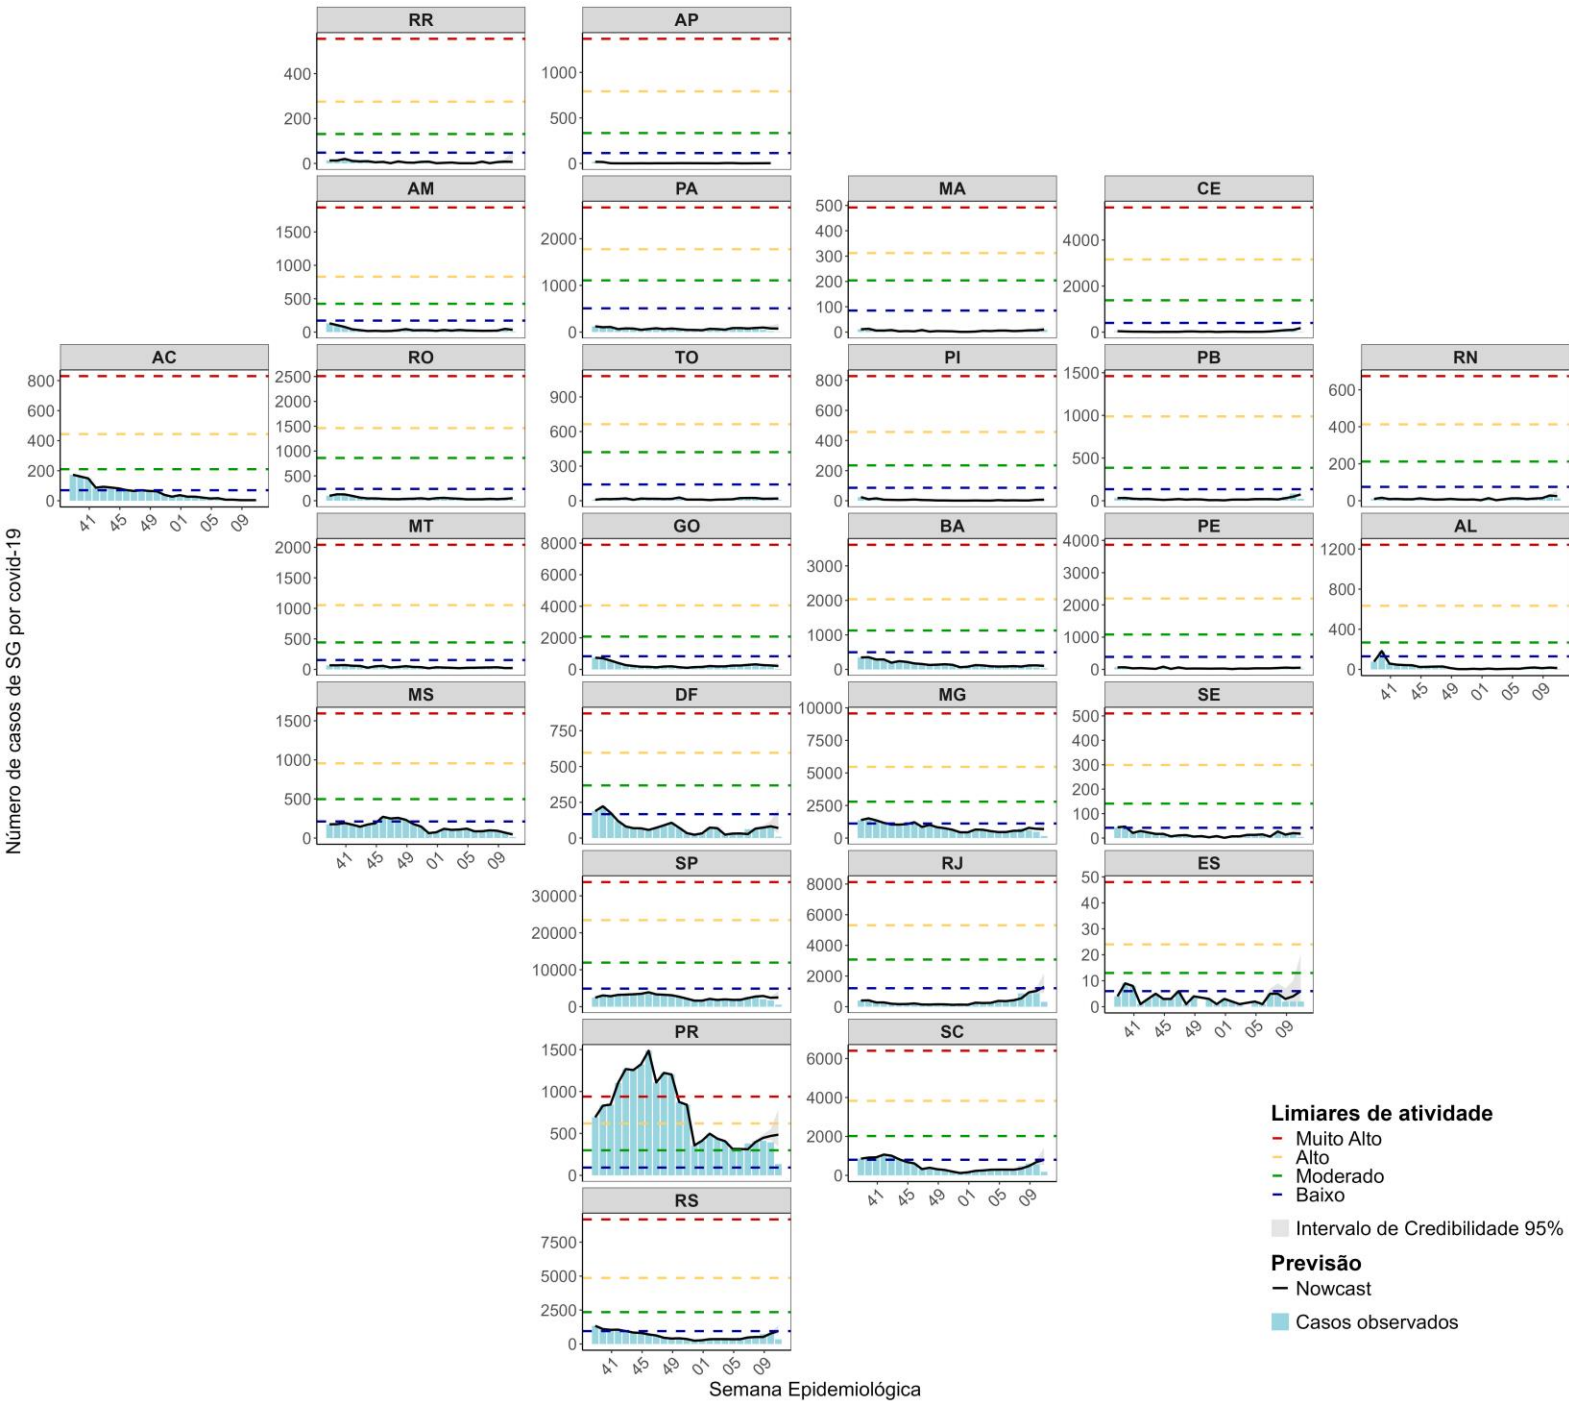 Número de casos de SG por covid-19
RR
400
200
0
AP
1000
500
0
AM
1500
1000
500
0
PA
2000
1000
0
MA
500
400
300
200
100
0
CE
4000
2000
0
AC
800
600
400
200
0
41 45 49 01 05 09
RO
2500
2000
1500
1000
500
0
TO
900
600
300
0
PI
800
600
400
200
0
PB
1500
1000
500
0
RN
600
400
200
0
MT
2000
1500
1000
500
0
GO
8000
6000
4000
2000
0
BA
3000
2000
1000
0
PE
4000
3000
2000
1000
0
AL
1200
800
400
0
41 45 49 01 05 09
MS
1500
1000
500
0
41 45 49 01 05 09
DF
750
500
250
0
MG
10000
7500
5000
2500
0
SE
500
400
300
200
100
0
SP
30000
20000
10000
0
RJ
8000
6000
4000
2000
0
ES
50
40
30
20
10
0
41 45 49 01 05 09
PR
1500
1000
500
0
SC
6000
4000
2000
0
41 45 49 01 05 09
RS
7500
5000
2500
0
41 45 49 01 05 09
Semana Epidemiológica
Limiares de atividade
Muito Alto
Alto
Moderado
Baixo
Intervalo de Credibilidade 95%
Previsão
Nowcast
Casos observados